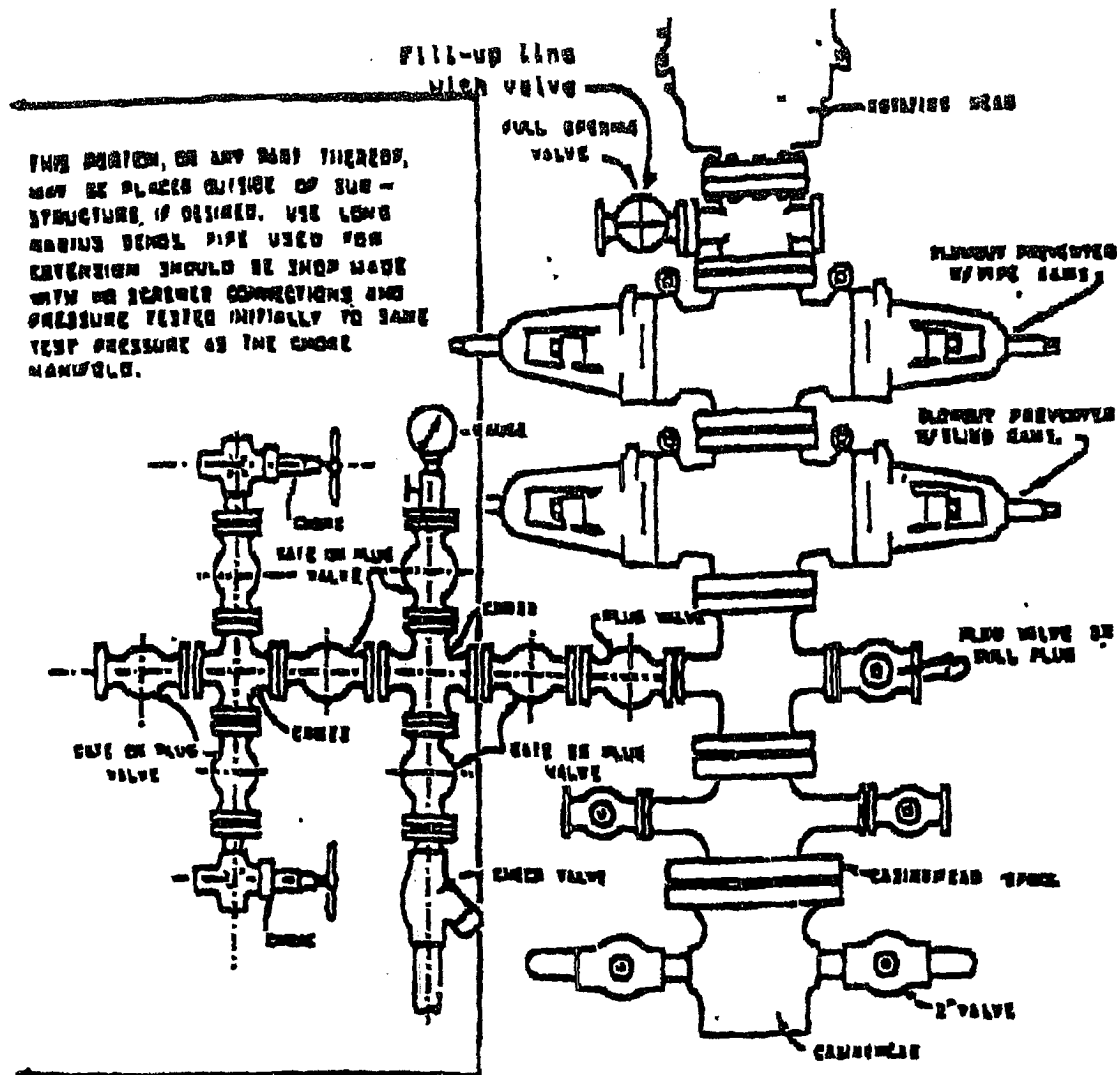 Fill-up line
with valve
FULL OPENING
VALVE
DRILLING HEAD
THIS PORTION, OR ANY PART THEREOF,
MAY BE PLACED OUTSIDE OF SUB-
STRUCTURE, IF DESIRED. USE LONG
RADIUS BENDS. PIPE USED FOR
EXTENSION SHOULD BE SHOP MADE
WITH NO SCREWED CONNECTIONS AND
PRESSURE TESTED INITIALLY TO SAME
TEST PRESSURE AS THE CHOKE
MANIFOLD.
BLOWOUT PREVENTER
W/PIPE RAMS
BLOWOUT PREVENTER
W/BLIND RAMS.
GAUGE
CHOKE
GATE OR PLUG
VALVE
CROSS
PLUG VALVE
PLUG VALVE OR
BULL PLUG
GATE OR PLUG
VALVE
CROSS
GATE OR PLUG
VALVE
CHECK VALVE
CASINGHEAD SPOOL
CHOKE
2" VALVE
CASINGHEAD